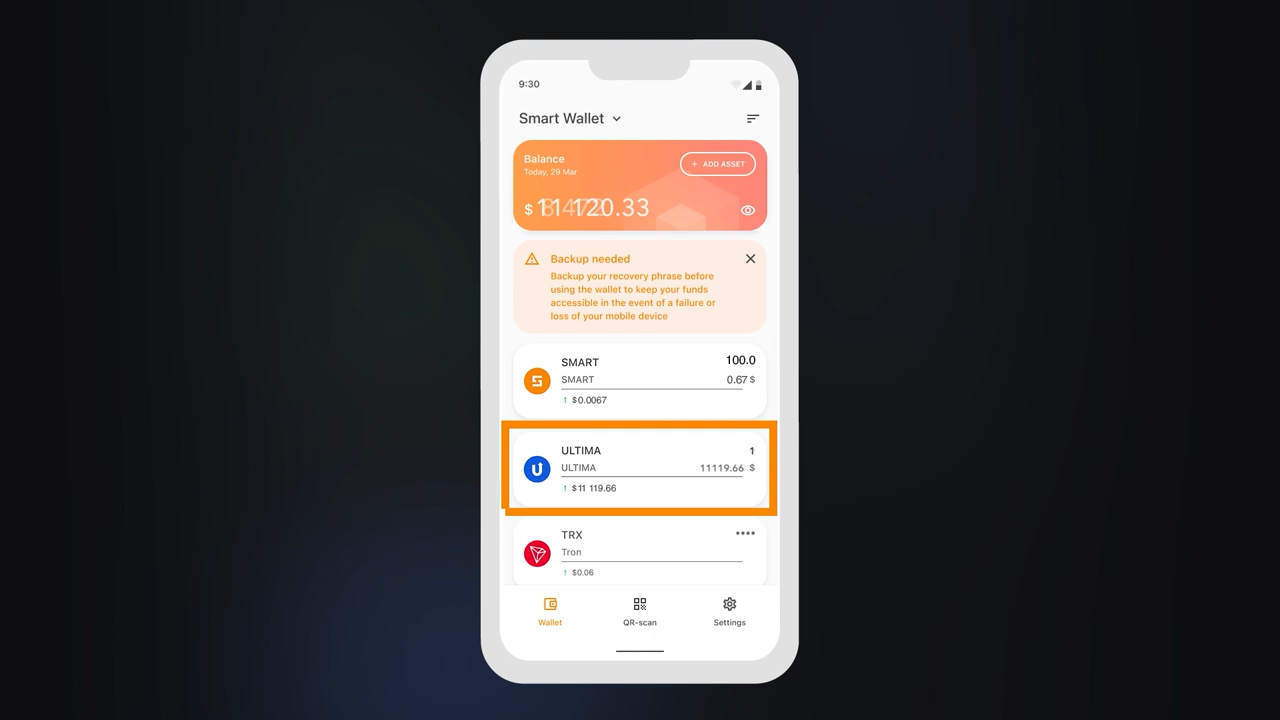 9:30
Smart Wallet
Balance
Today, 29 Mar
+ ADD ASSET
$ 11 120.33
Backup needed
Backup your recovery phrase before
using the wallet to keep your funds
accessible in the event of a failure or
loss of your mobile device
SMART 100.0
SMART 0.67 $
↑ $0.0067
ULTIMA 1
ULTIMA 11119.66 $
↑ $11 119.66
TRX ••••
Tron
↑ $0.06
Wallet QR-scan Settings